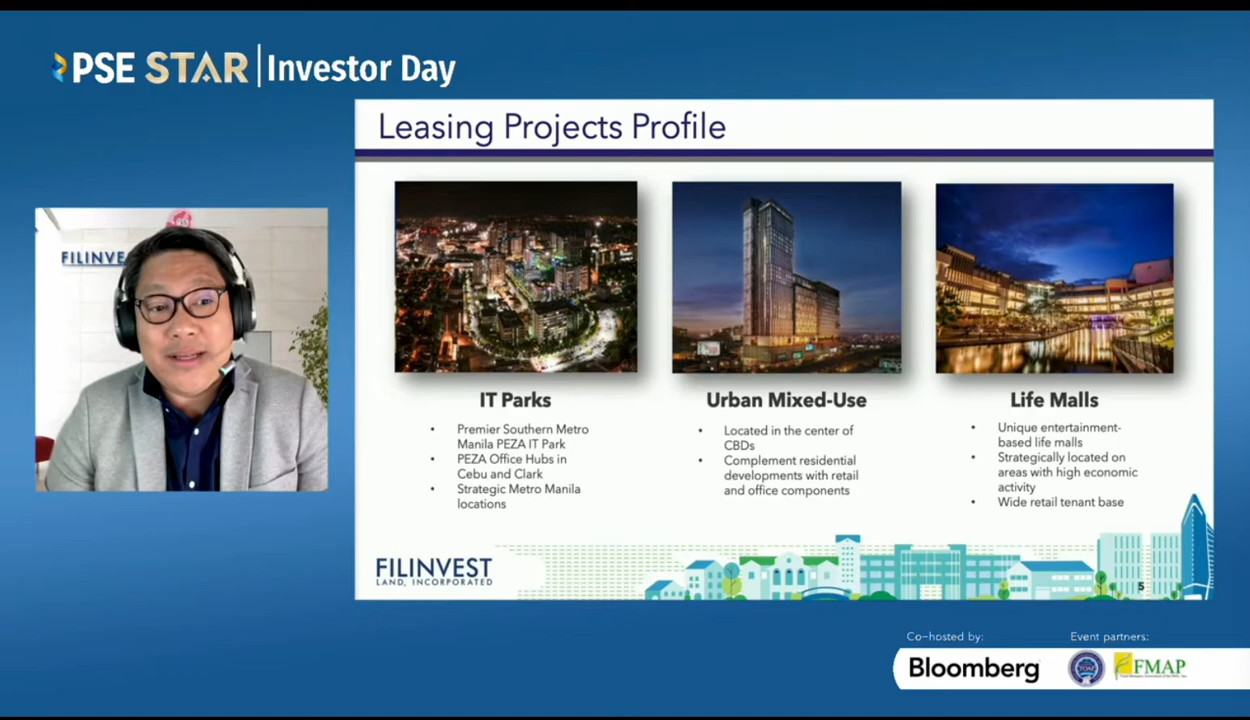 PSE STAR | Investor Day
Leasing Projects Profile
FILINVE
IT Parks
• Premier Southern Metro
Manila PEZA IT Park
• PEZA Office Hubs in
Cebu and Clark
• Strategic Metro Manila
locations
Urban Mixed-Use
• Located in the center of
CBDs
• Complement residential
developments with retail
and office components
Life Malls
• Unique entertainment-
based life malls
• Strategically located on
areas with high economic
activity
• Wide retail tenant base
FILINVEST
LAND, INCORPORATED
5
Co-hosted by:
Bloomberg
Event partners:
FMAP